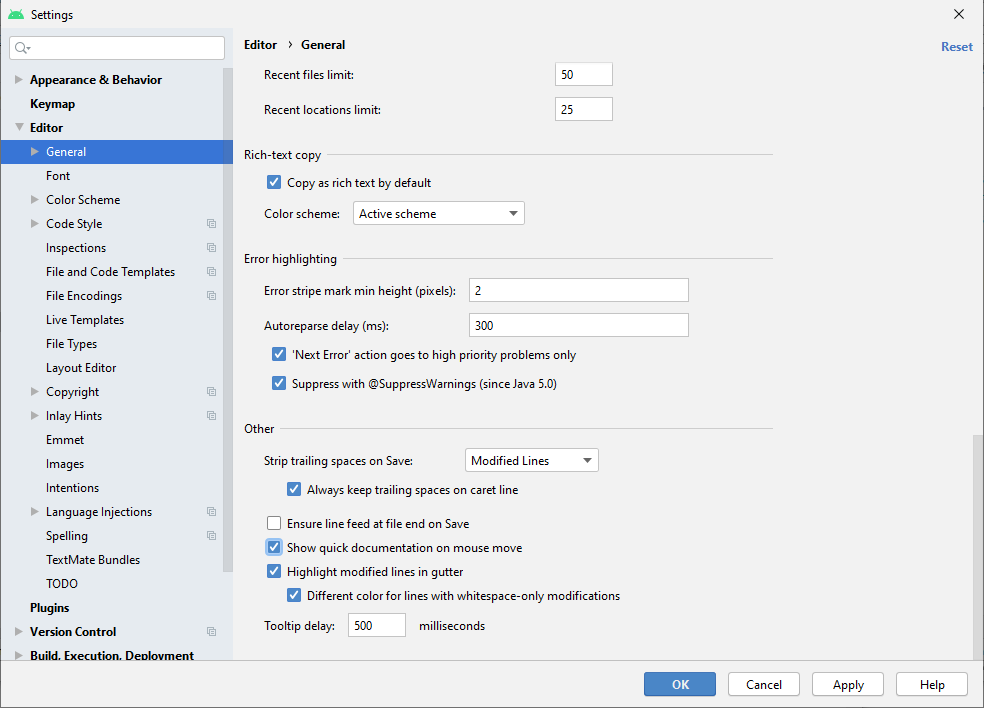 Settings
Appearance & Behavior
Keymap
Editor
General
Font
Color Scheme
Code Style
Inspections
File and Code Templates
File Encodings
Live Templates
File Types
Layout Editor
Copyright
Inlay Hints
Emmet
Images
Intentions
Language Injections
Spelling
TextMate Bundles
TODO
Plugins
Version Control
Build, Execution, Deployment
Editor › General
Reset
Recent files limit: 50
Recent locations limit: 25
Rich-text copy
Copy as rich text by default
Color scheme: Active scheme
Error highlighting
Error stripe mark min height (pixels): 2
Autoreparse delay (ms): 300
'Next Error' action goes to high priority problems only
Suppress with @SuppressWarnings (since Java 5.0)
Other
Strip trailing spaces on Save: Modified Lines
Always keep trailing spaces on caret line
Ensure line feed at file end on Save
Show quick documentation on mouse move
Highlight modified lines in gutter
Different color for lines with whitespace-only modifications
Tooltip delay: 500 milliseconds
OK Cancel Apply Help